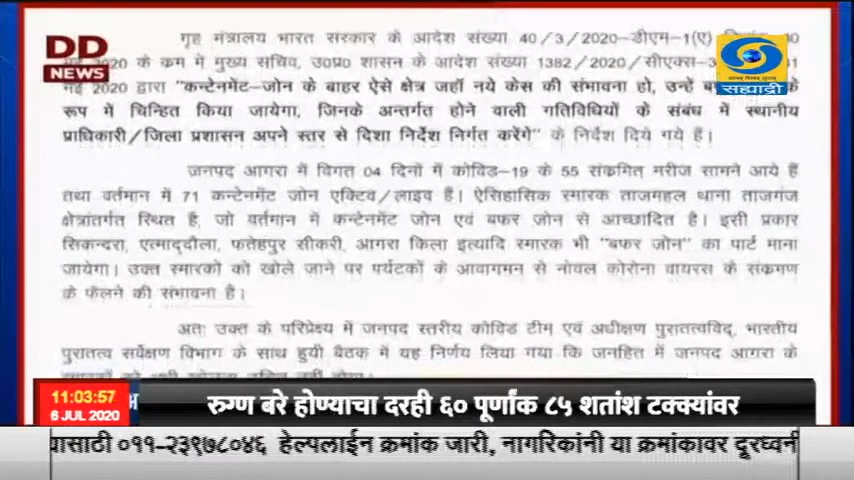 गृह मंत्रालय भारत सरकार के आदेश संख्या 40/3/2020-डीएम-1(ए)
2020 के क्रम में मुख्य सचिव, उ0प्र0 शासन के आदेश संख्या 1382/2020/सीएक्स-3
मई 2020 द्वारा "कन्टेनमेंट-जोन के बाहर ऐसे क्षेत्र जहाँ नये केस की संभावना हो, उन्हें के
रूप में चिन्हित किया जायेगा, जिनके अन्तर्गत होने वाली गतिविधियों के संबंध में स्थानीय
प्राधिकारी/जिला प्रशासन अपने स्तर से दिशा निर्देश निर्गत करेंगे" के निर्देश दिये गये हैं।
जनपद आगरा में विगत 04 दिनों में कोविड-19 के 55 संक्रमित मरीज सामने आये हैं
तथा वर्तमान में 71 कन्टेनमेंट जोन एक्टिव/लाइव हैं। ऐतिहासिक स्मारक ताजमहल थाना ताजगंज
क्षेत्रांतर्गत स्थित है, जो वर्तमान में कन्टेनमेंट जोन एवं बफर जोन से आच्छादित है। इसी प्रकार
सिकन्दरा, एत्माद्दौला, फतेहपुर सीकरी, आगरा किला इत्यादि स्मारक भी "बफर जोन" का पार्ट माना
जायेगा। उक्त स्मारकों को खोले जाने पर पर्यटकों के आवागमन से नोवल कोरोना वायरस के संक्रमण
के फैलने की संभावना है।
अतः उक्त के परिप्रेक्ष्य में जनपद स्तरीय कोविड टीम एवं अधीक्षण पुरातत्वविद्, भारतीय
पुरातत्व सर्वेक्षण विभाग के साथ हुयी बैठक में यह निर्णय लिया गया कि जनहित में जनपद आगरा के
DD
NEWS
सह्याद्री
11:03:57
6 JUL 2020
रुग्ण बरे होण्याचा दरही ६० पूर्णांक ८५ शतांश टक्क्यांवर
यासाठी ०११-२३९७८०४६ हेल्पलाईन क्रमांक जारी, नागरिकांनी या क्रमांकावर दूरध्वनी